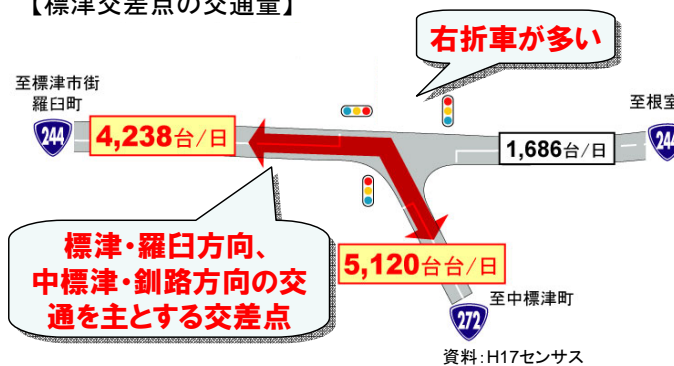 【標津交差点の交通量】
右折車が多い
至標津市街
羅臼町
至根室
244
4,238台/日
1,686台/日
244
標津・羅臼方向、
中標津・釧路方向の交
通を主とする交差点
5,120台台/日
至中標津町
272
資料:H17センサス